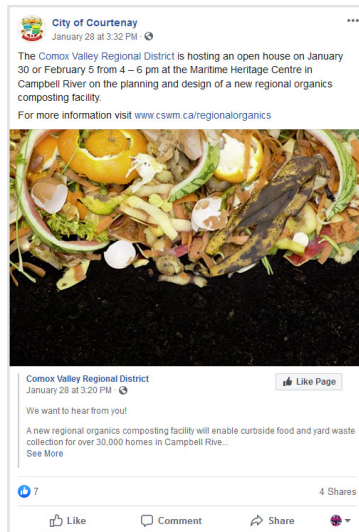 City of Courtenay
January 28 at 3:32 PM ·
The Comox Valley Regional District is hosting an open house on January
30 or February 5 from 4 – 6 pm at the Maritime Heritage Centre in
Campbell River on the planning and design of a new regional organics
composting facility.
For more information visit www.cswm.ca/regionalorganics
Comox Valley Regional District
January 28 at 3:20 PM ·
Like Page
We want to hear from you!
A new regional organics composting facility will enable curbside food and yard waste
collection for over 30,000 homes in Campbell Rive...
See More
7
4 Shares
Like
Comment
Share